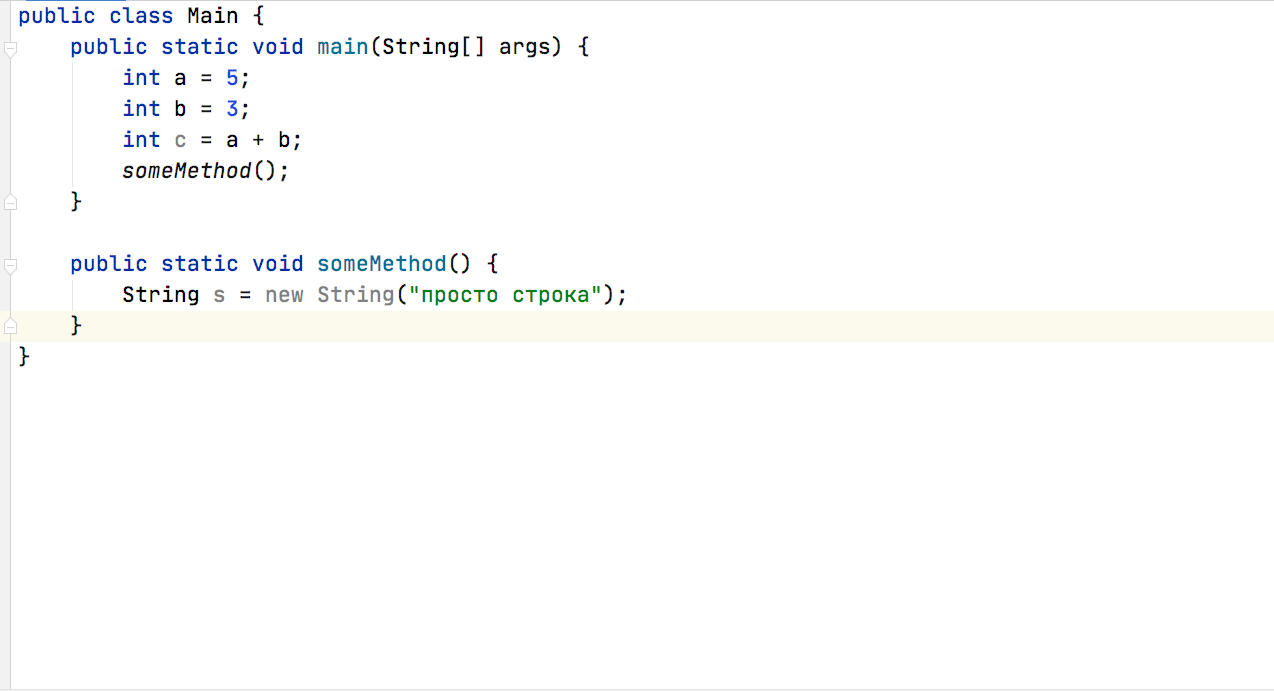 public class Main {
    public static void main(String[] args) {
        int a = 5;
        int b = 3;
        int c = a + b;
        someMethod();
    }
    public static void someMethod() {
        String s = new String("просто строка");
    }
}